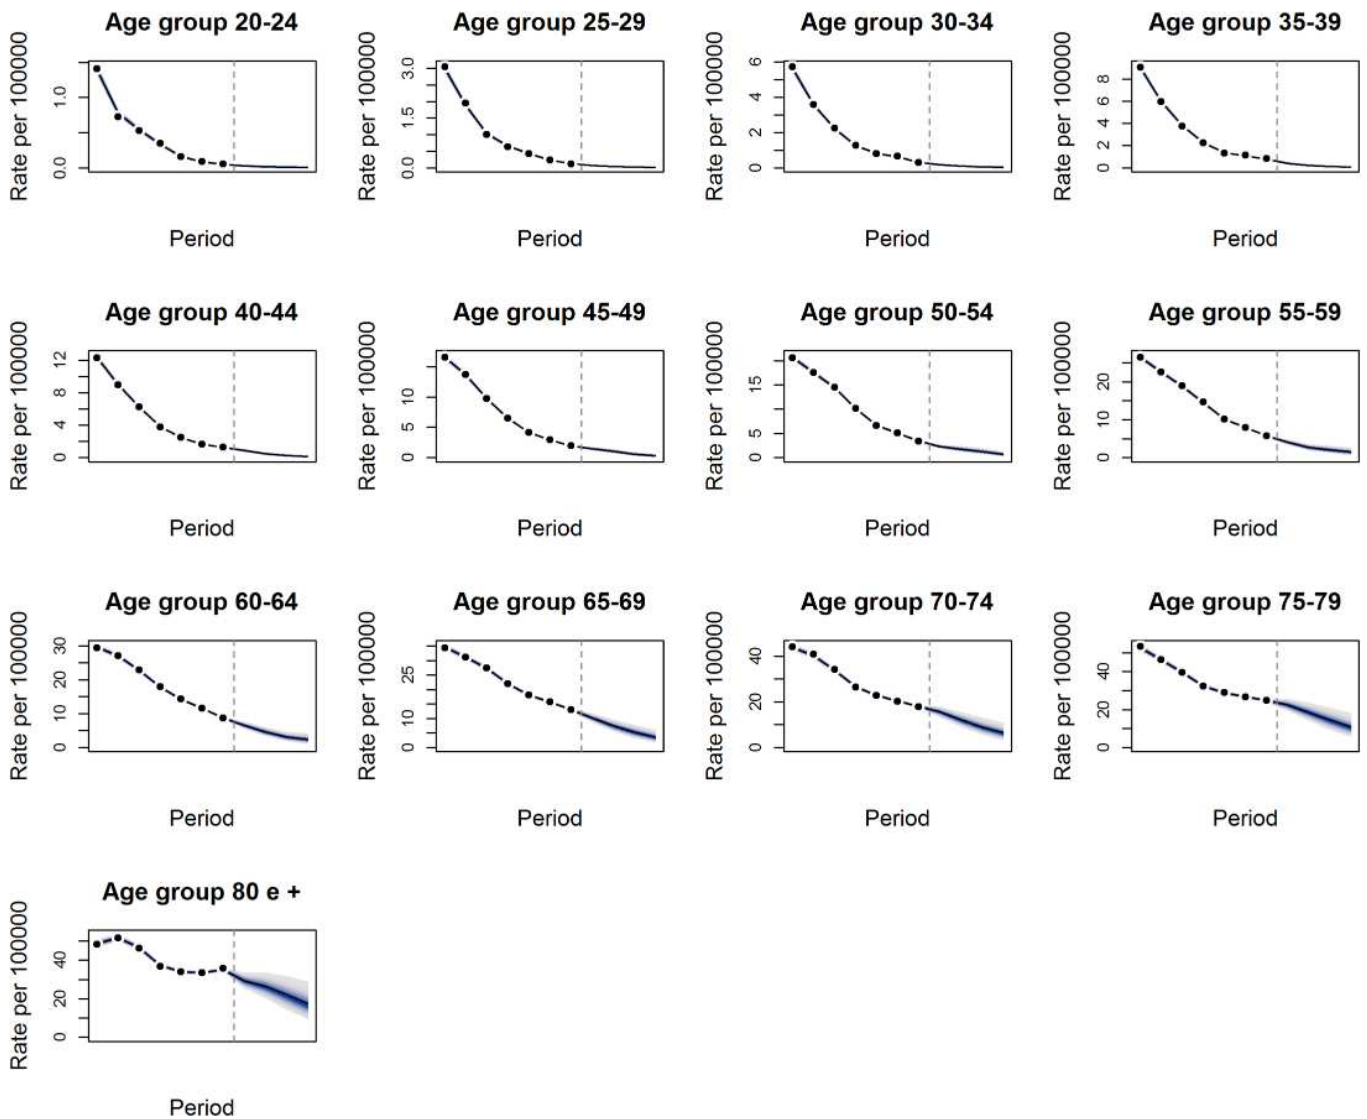 Age group 20-24
Rate per 100000
1.0
0.0
Period
Age group 25-29
Rate per 100000
3.0
1.5
0.0
Period
Age group 30-34
Rate per 100000
6
4
2
0
Period
Age group 35-39
Rate per 100000
8
6
4
2
0
Period
Age group 40-44
Rate per 100000
12
8
4
0
Period
Age group 45-49
Rate per 100000
10
5
0
Period
Age group 50-54
Rate per 100000
15
5
0
Period
Age group 55-59
Rate per 100000
20
10
0
Period
Age group 60-64
Rate per 100000
30
20
10
0
Period
Age group 65-69
Rate per 100000
25
10
0
Period
Age group 70-74
Rate per 100000
40
20
0
Period
Age group 75-79
Rate per 100000
40
20
0
Period
Age group 80 e +
Rate per 100000
40
20
0
Period